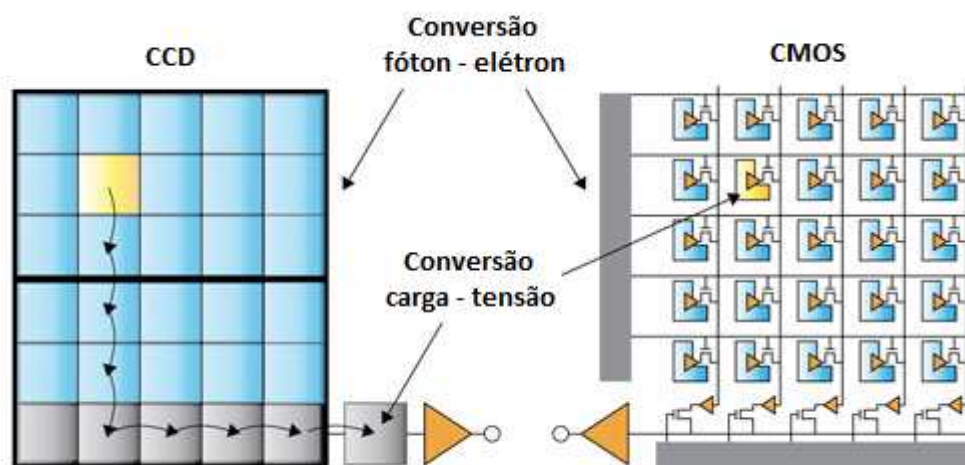 CCD
Conversão
fóton - elétron
CMOS
Conversão
carga - tensão